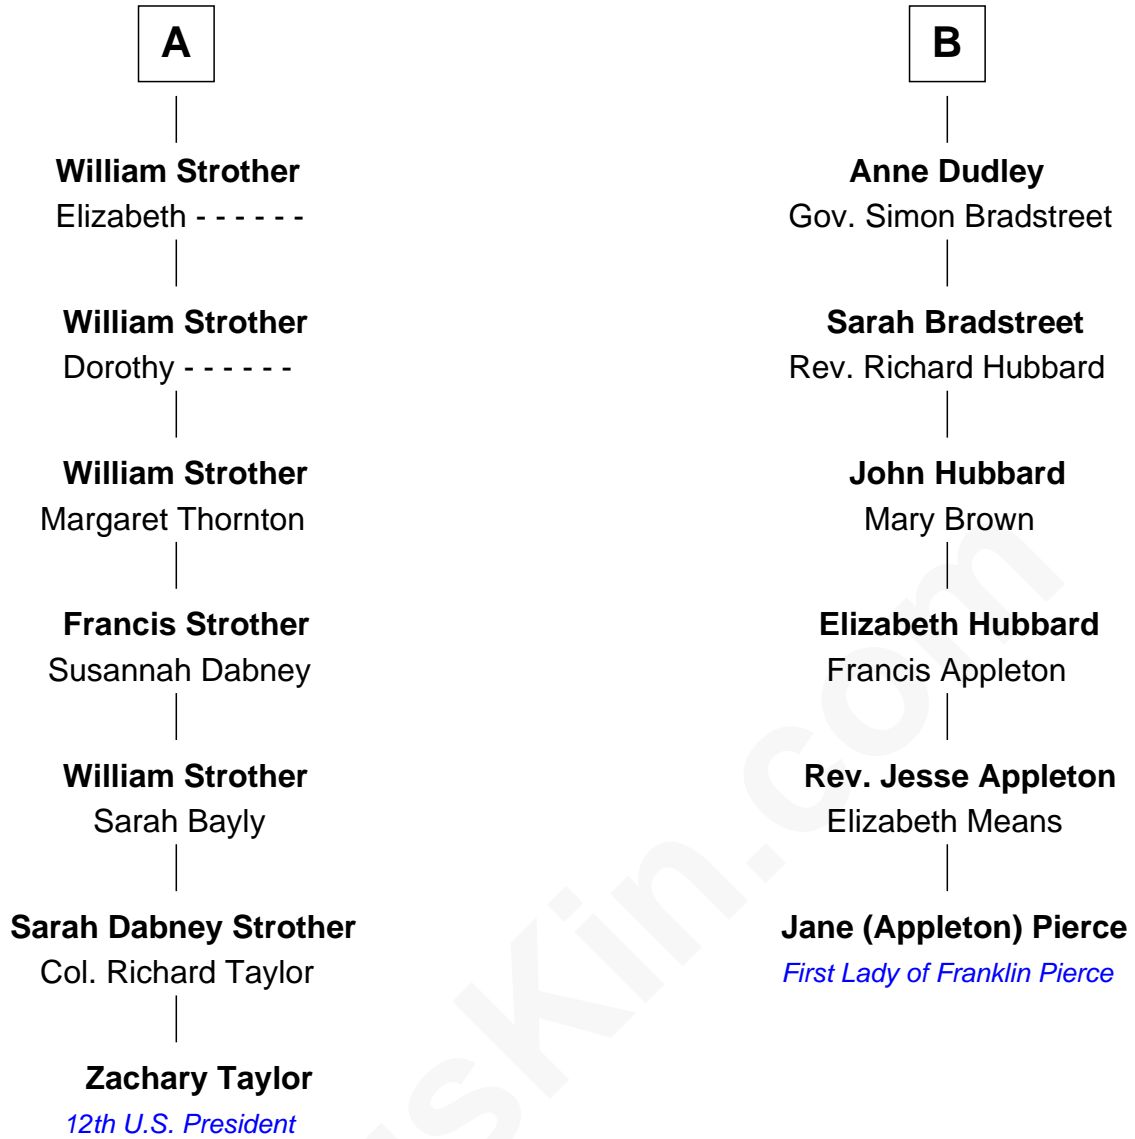 A
William Strother
Elizabeth - - - - - -
William Strother
Dorothy - - - - - -
William Strother
Margaret Thornton
Francis Strother
Susannah Dabney
William Strother
Sarah Bayly
Sarah Dabney Strother
Col. Richard Taylor
Zachary Taylor
12th U.S. President
B
Anne Dudley
Gov. Simon Bradstreet
Sarah Bradstreet
Rev. Richard Hubbard
John Hubbard
Mary Brown
Elizabeth Hubbard
Francis Appleton
Rev. Jesse Appleton
Elizabeth Means
Jane (Appleton) Pierce
First Lady of Franklin Pierce